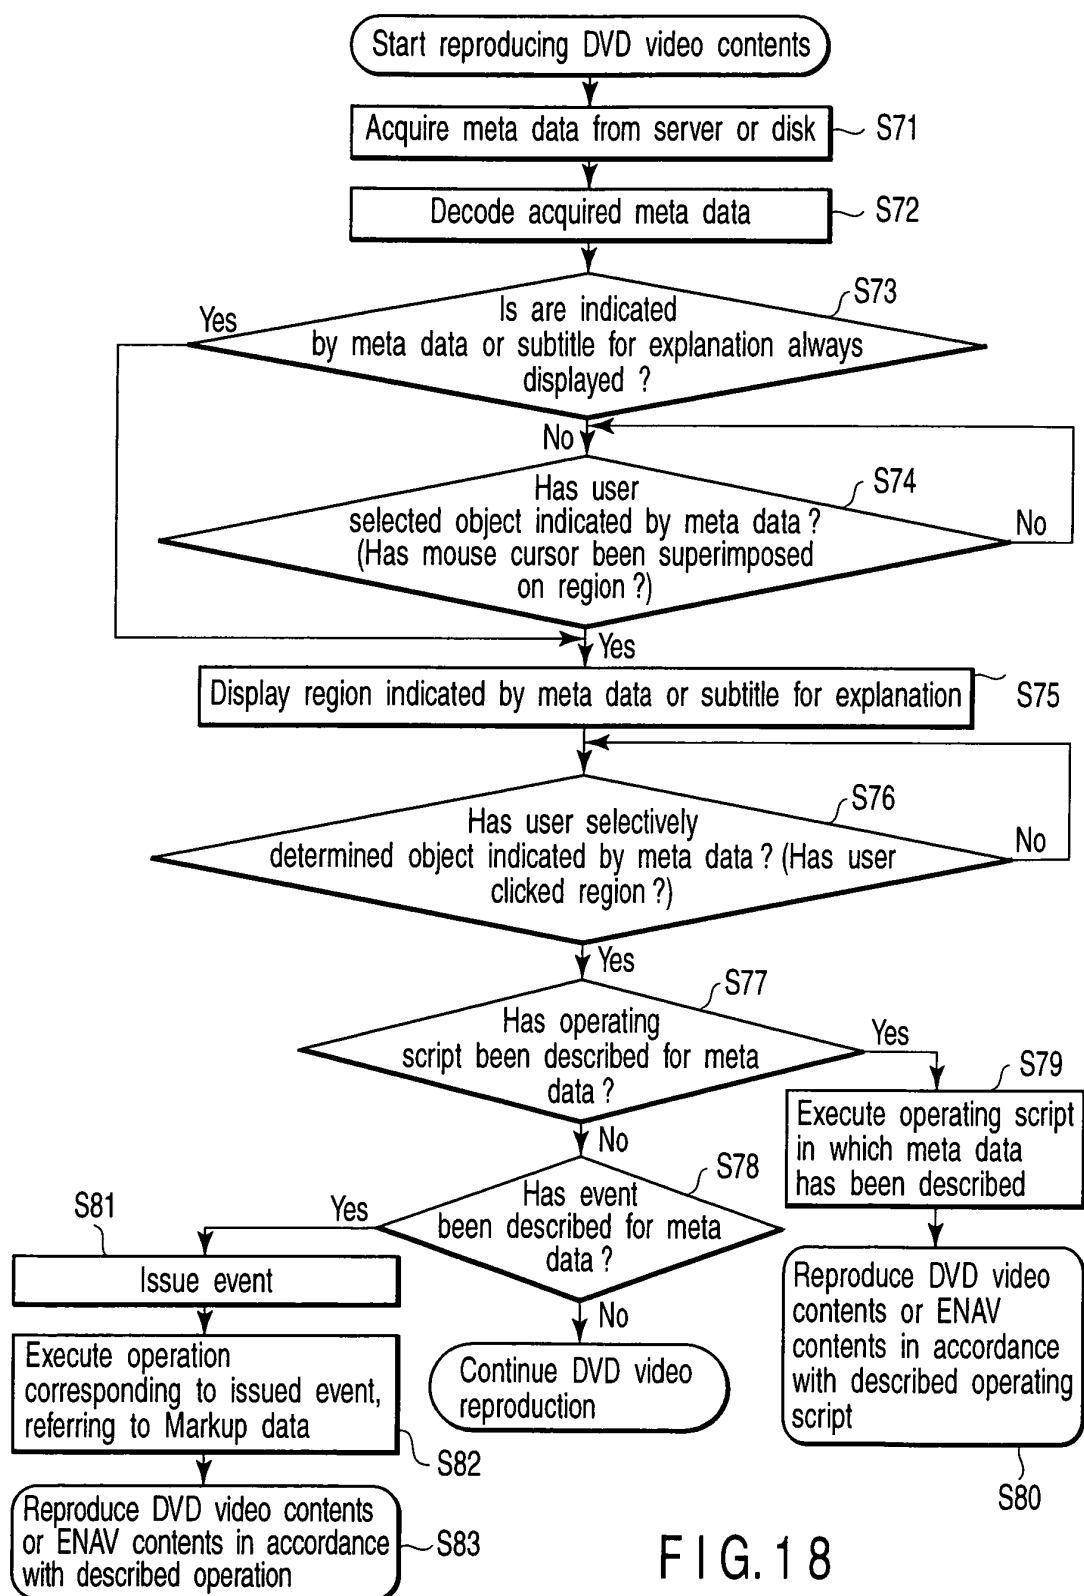 Start reproducing DVD video contents
Acquire meta data from server or disk
S71
Decode acquired meta data
S72
S73
Yes
Is are indicated
by meta data or subtitle for explanation always
displayed ?
No
S74
Has user
selected object indicated by meta data ?
(Has mouse cursor been superimposed
on region ?)
No
Yes
Display region indicated by meta data or subtitle for explanation
S75
S76
Has user selectively
determined object indicated by meta data ? (Has user
clicked region ?)
No
Yes
S77
Has operating
script been described for meta
data ?
Yes
S79
Execute operating script
in which meta data
has been described
No
S78
Has event
been described for meta
data ?
Yes
S81
Issue event
No
Reproduce DVD video
contents or ENAV
contents in accordance
with described operating
script
S80
Execute operation
corresponding to issued event,
referring to Markup data
S82
Continue DVD video
reproduction
Reproduce DVD video contents
or ENAV contents in accordance
with described operation
S83
FIG. 18